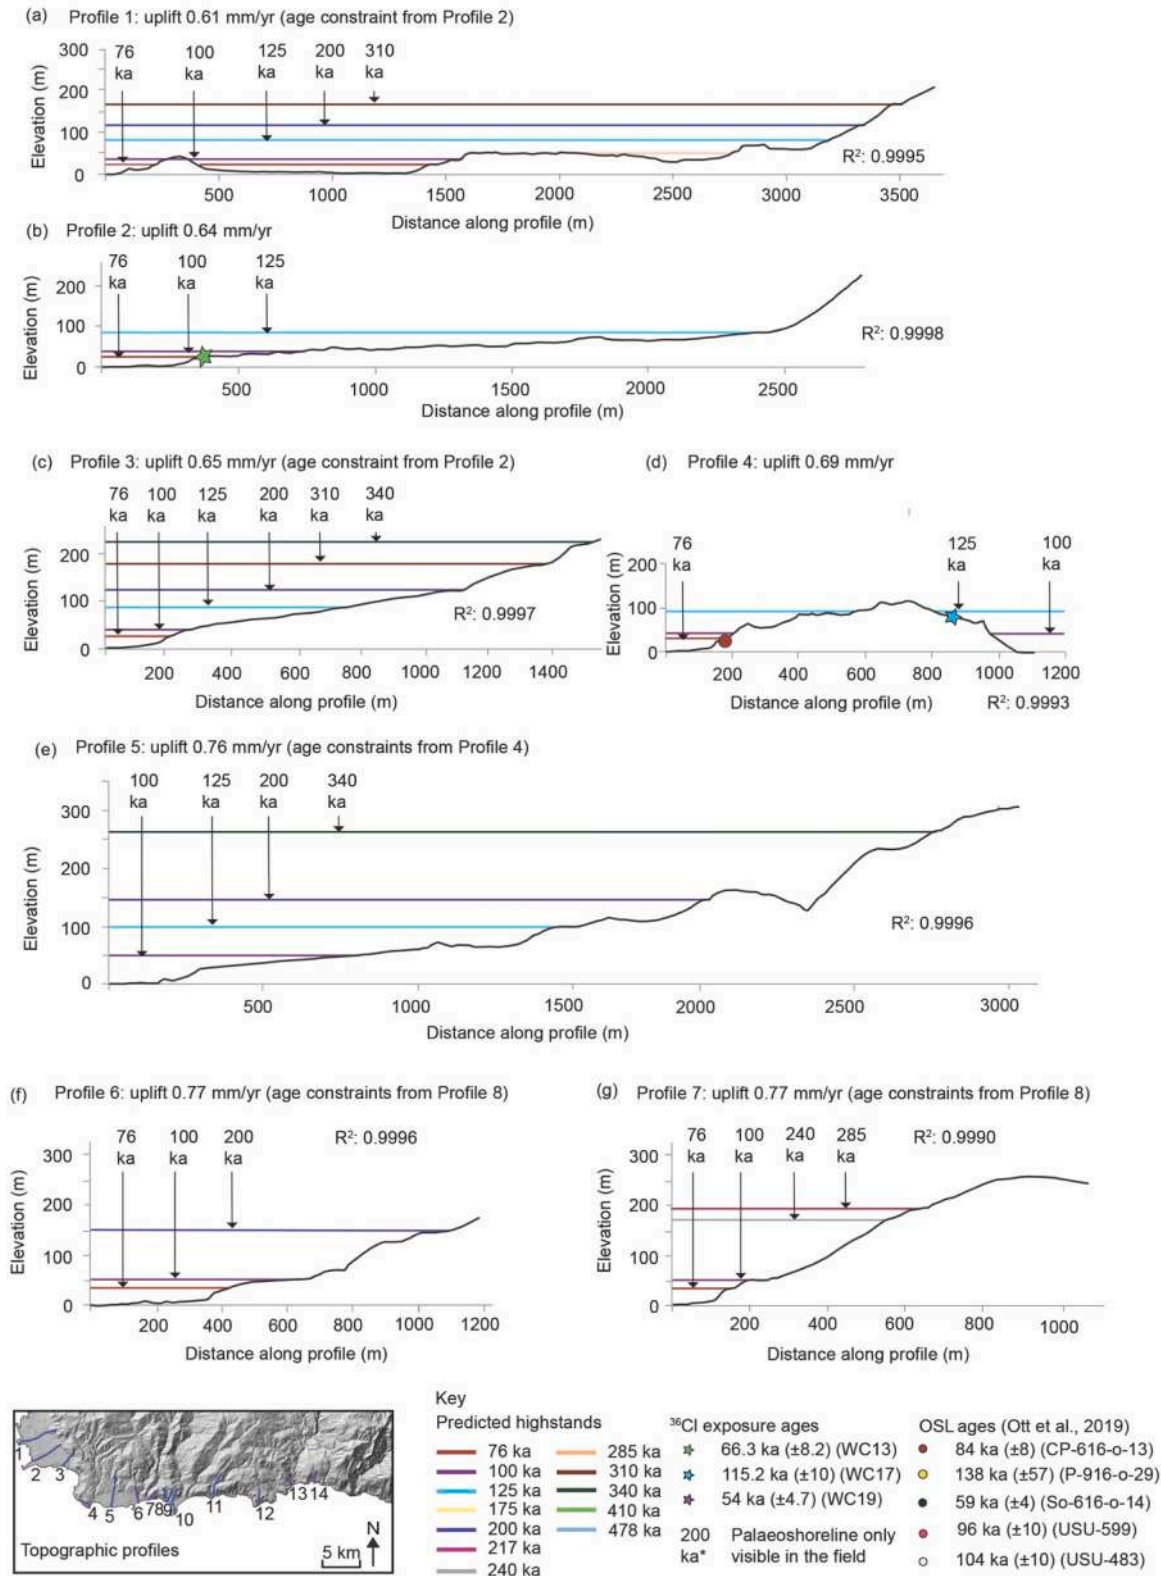 (a) Profile 1: uplift 0.61 mm/yr (age constraint from Profile 2)
76 ka 100 ka 125 ka 200 ka 310 ka
Elevation (m)
300
200
100
0
R²: 0.9995
500 1000 1500 2000 2500 3000 3500
Distance along profile (m)
(b) Profile 2: uplift 0.64 mm/yr
76 ka 100 ka 125 ka
Elevation (m)
200
100
0
R²: 0.9998
500 1000 1500 2000 2500
Distance along profile (m)
(c) Profile 3: uplift 0.65 mm/yr (age constraint from Profile 2)
76 ka 100 ka 125 ka 200 ka 310 ka 340 ka
Elevation (m)
200
100
0
R²: 0.9997
200 400 600 800 1000 1200 1400
Distance along profile (m)
(d) Profile 4: uplift 0.69 mm/yr
76 ka 125 ka 100 ka
Elevation (m)
200
100
0
0 200 400 600 800 1000 1200
Distance along profile (m)
R²: 0.9993
(e) Profile 5: uplift 0.76 mm/yr (age constraints from Profile 4)
100 ka 125 ka 200 ka 340 ka
Elevation (m)
300
200
100
0
R²: 0.9996
500 1000 1500 2000 2500 3000
Distance along profile (m)
(f) Profile 6: uplift 0.77 mm/yr (age constraints from Profile 8)
76 ka 100 ka 200 ka
R²: 0.9996
Elevation (m)
300
200
100
0
200 400 600 800 1000 1200
Distance along profile (m)
(g) Profile 7: uplift 0.77 mm/yr (age constraints from Profile 8)
76 ka 100 ka 240 ka 285 ka
R²: 0.9990
Elevation (m)
300
200
100
0
200 400 600 800 1000
Distance along profile (m)
1 2 3 4 5 6 7 8 9 10 11 12 13 14
Topographic profiles
5 km
N
Key
Predicted highstands
76 ka
100 ka
125 ka
175 ka
200 ka
217 ka
240 ka
285 ka
310 ka
340 ka
410 ka
478 ka
³⁶Cl exposure ages
66.3 ka (±8.2) (WC13)
115.2 ka (±10) (WC17)
54 ka (±4.7) (WC19)
200 ka* Palaeoshoreline only visible in the field
OSL ages (Ott et al., 2019)
84 ka (±8) (CP-616-o-13)
138 ka (±57) (P-916-o-29)
59 ka (±4) (So-616-o-14)
96 ka (±10) (USU-599)
104 ka (±10) (USU-483)